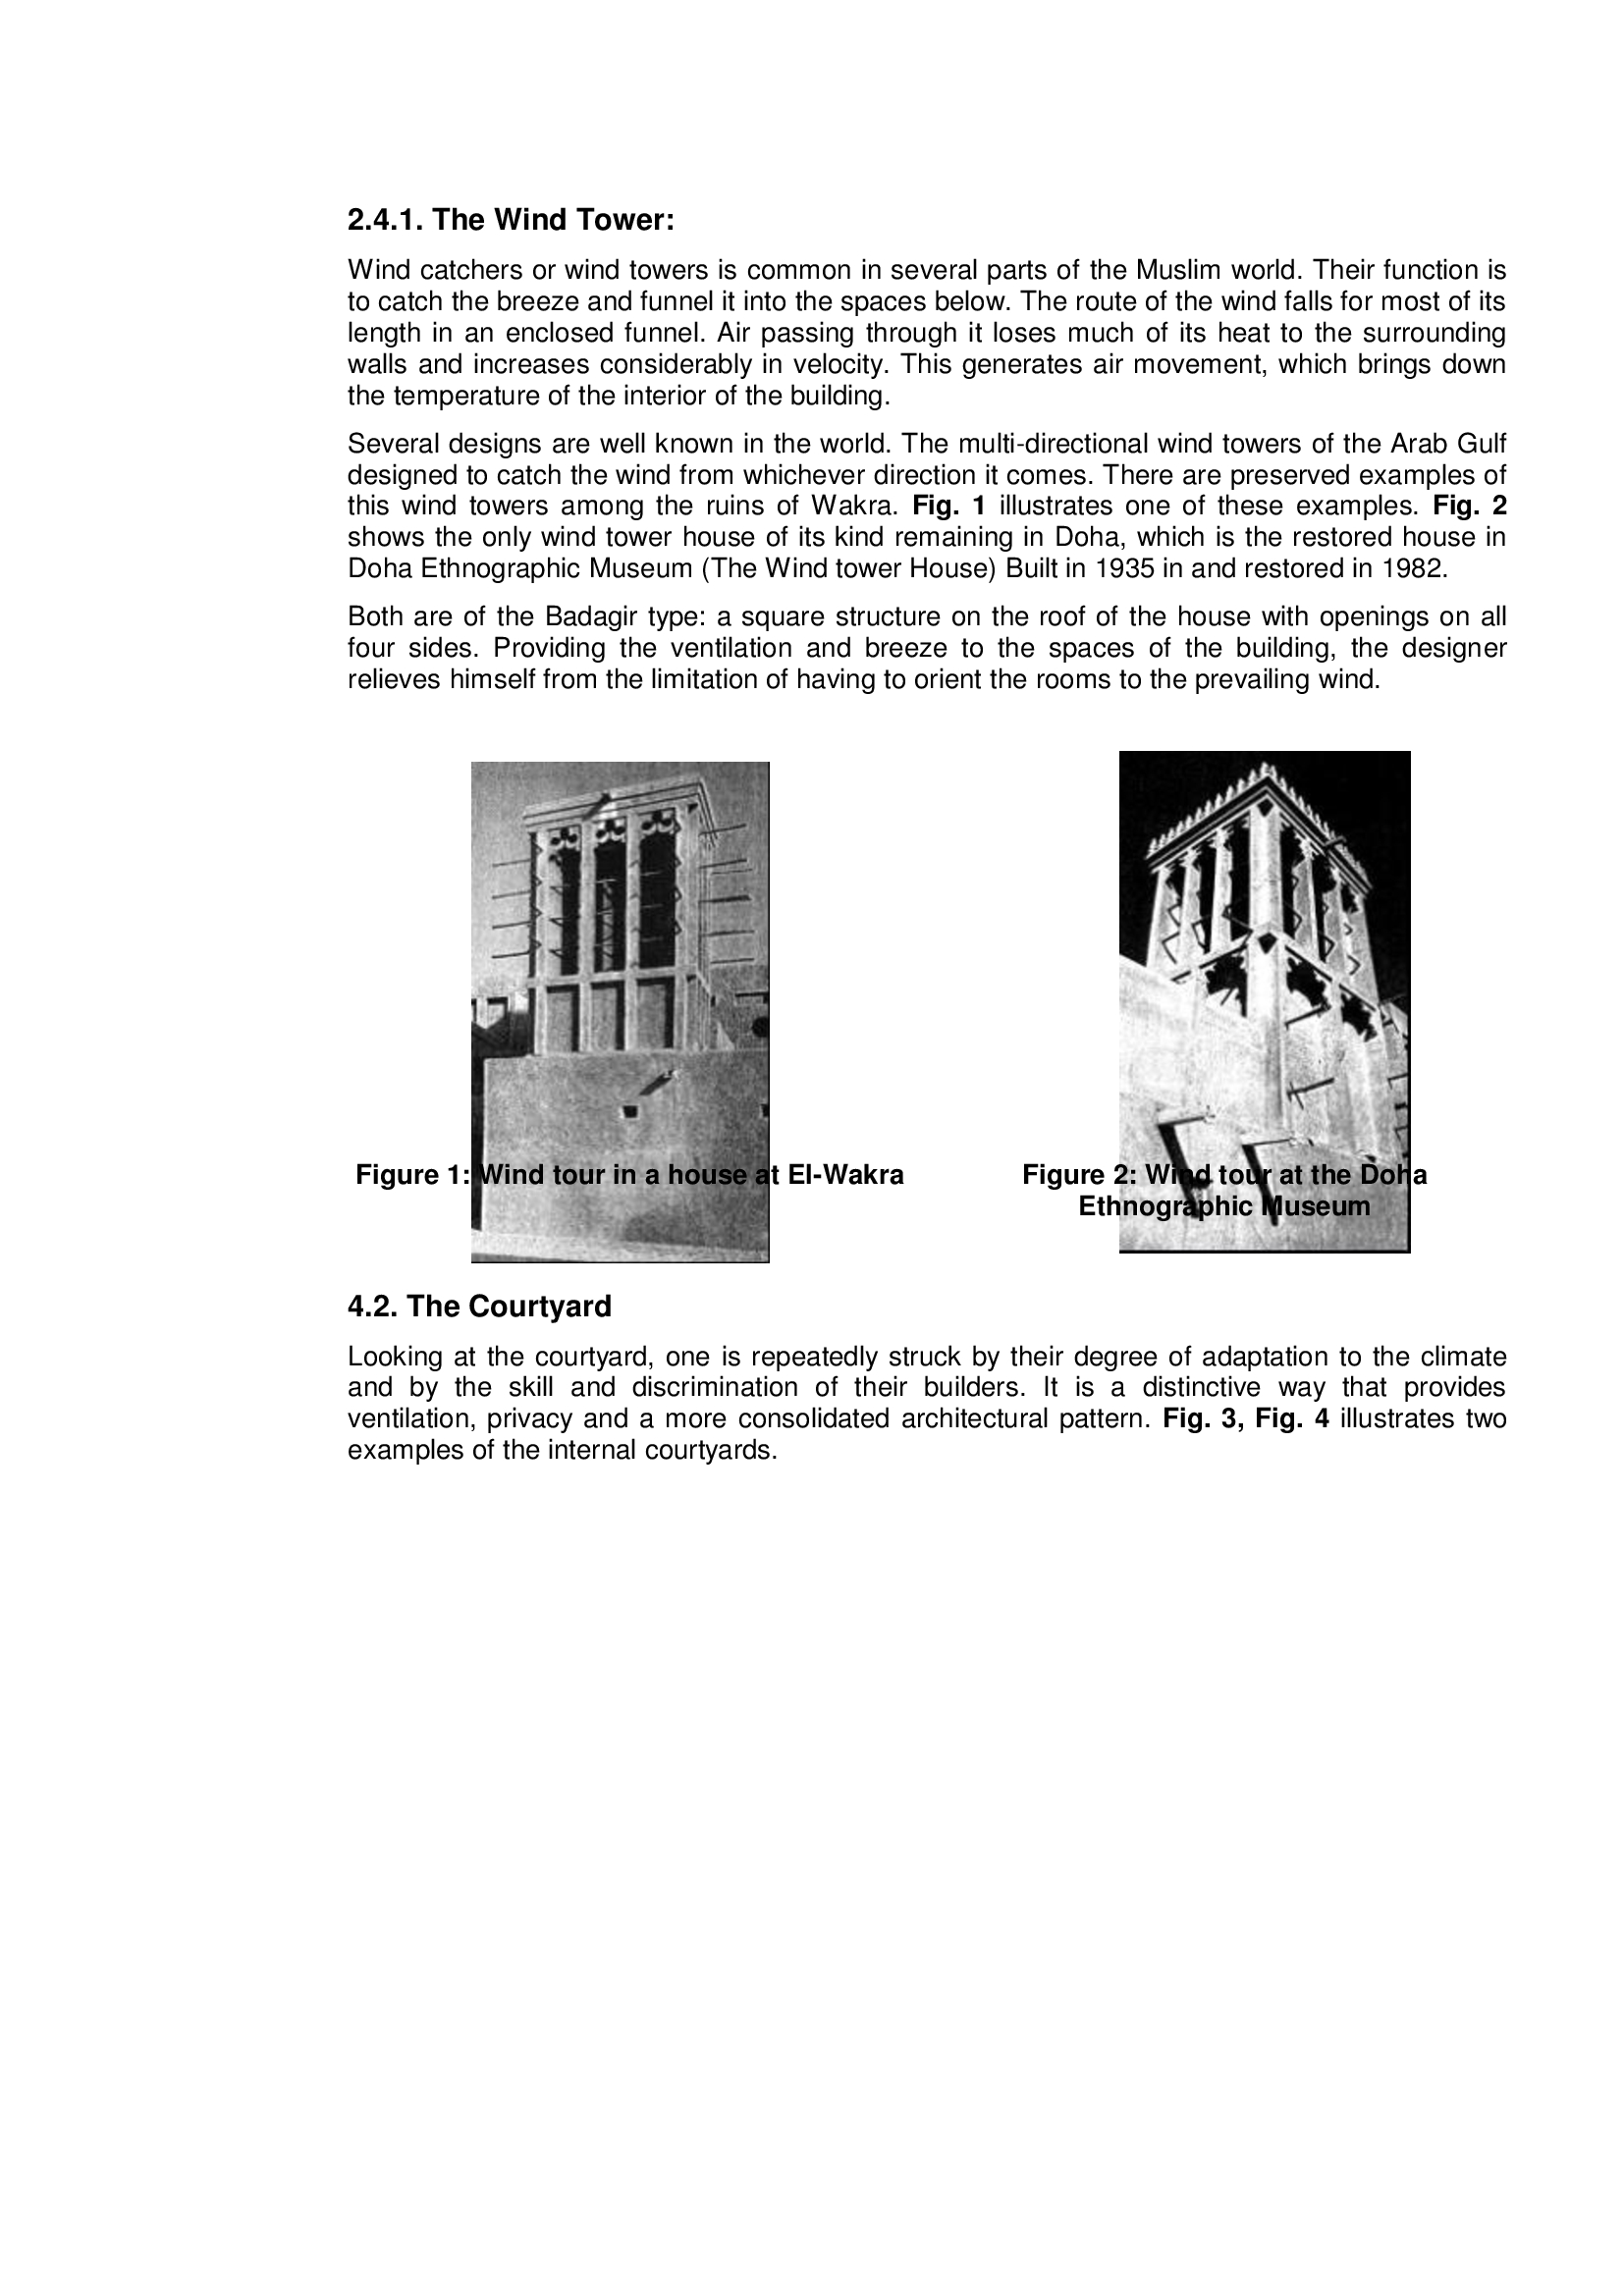 2.4.1. The Wind Tower:
Wind catchers or wind towers is common in several parts of the Muslim world. Their function is
to catch the breeze and funnel it into the spaces below. The route of the wind falls for most of its
length in an enclosed funnel. Air passing through it loses much of its heat to the surrounding
walls and increases considerably in velocity. This generates air movement, which brings down
the temperature of the interior of the building.
Several designs are well known in the world. The multi-directional wind towers of the Arab Gulf
designed to catch the wind from whichever direction it comes. There are preserved examples of
this wind towers among the ruins of Wakra. Fig. 1 illustrates one of these examples. Fig. 2
shows the only wind tower house of its kind remaining in Doha, which is the restored house in
Doha Ethnographic Museum (The Wind tower House) Built in 1935 in and restored in 1982.
Both are of the Badagir type: a square structure on the roof of the house with openings on all
four sides. Providing the ventilation and breeze to the spaces of the building, the designer
relieves himself from the limitation of having to orient the rooms to the prevailing wind.
Figure 1: Wind tour in a house at El-Wakra
Figure 2: Wind tour at the Doha
Ethnographic Museum
4.2. The Courtyard
Looking at the courtyard, one is repeatedly struck by their degree of adaptation to the climate
and by the skill and discrimination of their builders. It is a distinctive way that provides
ventilation, privacy and a more consolidated architectural pattern. Fig. 3, Fig. 4 illustrates two
examples of the internal courtyards.